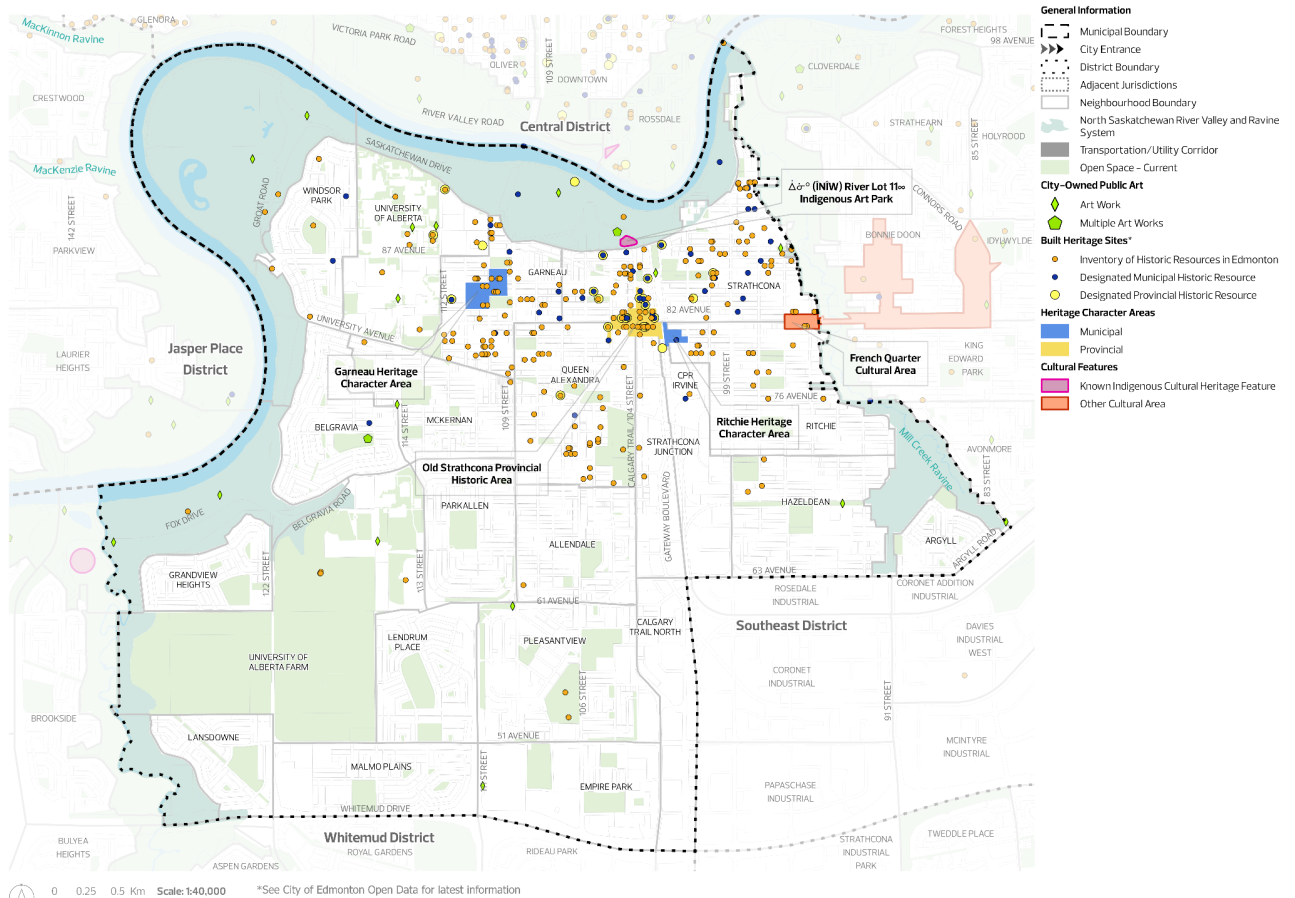 GLENORA
MacKinnon Ravine
VICTORIA PARK ROAD
109 STREET
OLIVER
DOWNTOWN
FOREST HEIGHTS
98 AVENUE
CLOVERDALE
CRESTWOOD
RIVER VALLEY ROAD
Central District
ROSSDALE
STRATHEARN
85 STREET
HOLYROOD
MacKenzie Ravine
SASKATCHEWAN DRIVE
GROAT ROAD
WINDSOR
PARK
142 STREET
UNIVERSITY
OF ALBERTA
(ÎNÎW) River Lot 11∞
Indigenous Art Park
CONNORS ROAD
PARKVIEW
87 AVENUE
BONNIE DOON
IDYLWYLDE
112 STREET
GARNEAU
STRATHCONA
82 AVENUE
UNIVERSITY AVENUE
Jasper Place
District
LAURIER
HEIGHTS
Garneau Heritage
Character Area
QUEEN
ALEXANDRA
CPR
IRVINE
99 STREET
French Quarter
Cultural Area
KING
EDWARD
PARK
76 AVENUE
109 STREET
114 STREET
BELGRAVIA
MCKERNAN
CALGARY TRAIL/104 STREET
Ritchie Heritage
Character Area
RITCHIE
STRATHCONA
JUNCTION
Mill Creek Ravine
AVONMORE
83 STREET
Old Strathcona Provincial
Historic Area
PARKALLEN
HAZELDEAN
FOX DRIVE
BELGRAVIA ROAD
GATEWAY BOULEVARD
ALLENDALE
ARGYLL
ARGYLL ROAD
GRANDVIEW
HEIGHTS
122 STREET
113 STREET
63 AVENUE
CORONET ADDITION
INDUSTRIAL
ROSEDALE
INDUSTRIAL
61 AVENUE
CALGARY
TRAIL NORTH
Southeast District
LENDRUM
PLACE
PLEASANTVIEW
DAVIES
INDUSTRIAL
WEST
UNIVERSITY OF
ALBERTA FARM
CORONET
INDUSTRIAL
106 STREET
91 STREET
BROOKSIDE
LANSDOWNE
51 AVENUE
MCINTYRE
INDUSTRIAL
MALMO PLAINS
STREET
EMPIRE PARK
PAPASCHASE
INDUSTRIAL
WHITEMUD DRIVE
Whitemud District
ROYAL GARDENS
RIDEAU PARK
BULYEA
HEIGHTS
ASPEN GARDENS
STRATHCONA
INDUSTRIAL
PARK
TWEDDLE PLACE
0 0.25 0.5 Km Scale: 1:40,000 *See City of Edmonton Open Data for latest information
General Information
Municipal Boundary
City Entrance
District Boundary
Adjacent Jurisdictions
Neighbourhood Boundary
North Saskatchewan River Valley and Ravine
System
Transportation/Utility Corridor
Open Space - Current
City-Owned Public Art
Art Work
Multiple Art Works
Built Heritage Sites*
Inventory of Historic Resources in Edmonton
Designated Municipal Historic Resource
Designated Provincial Historic Resource
Heritage Character Areas
Municipal
Provincial
Cultural Features
Known Indigenous Cultural Heritage Feature
Other Cultural Area